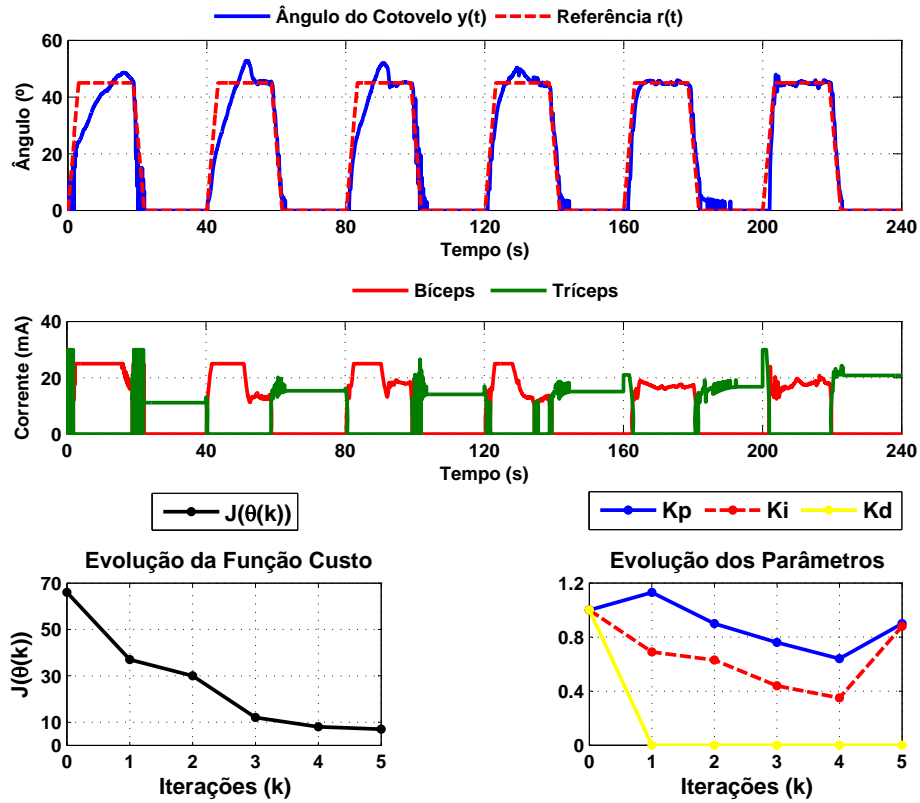 Ângulo do Cotovelo y(t) Referência r(t)
60
40
20
0
Ângulo (º)
0 40 80 120 160 200 240
Tempo (s)
Bíceps Tríceps
40
20
0
Corrente (mA)
0 40 80 120 160 200 240
Tempo (s)
J(θ(k))
Evolução da Função Custo
70
50
30
10
0
J(θ(k))
0 1 2 3 4 5
Iterações (k)
Kp Ki Kd
Evolução dos Parâmetros
1.2
0.8
0.4
0
0 1 2 3 4 5
Iterações (k)